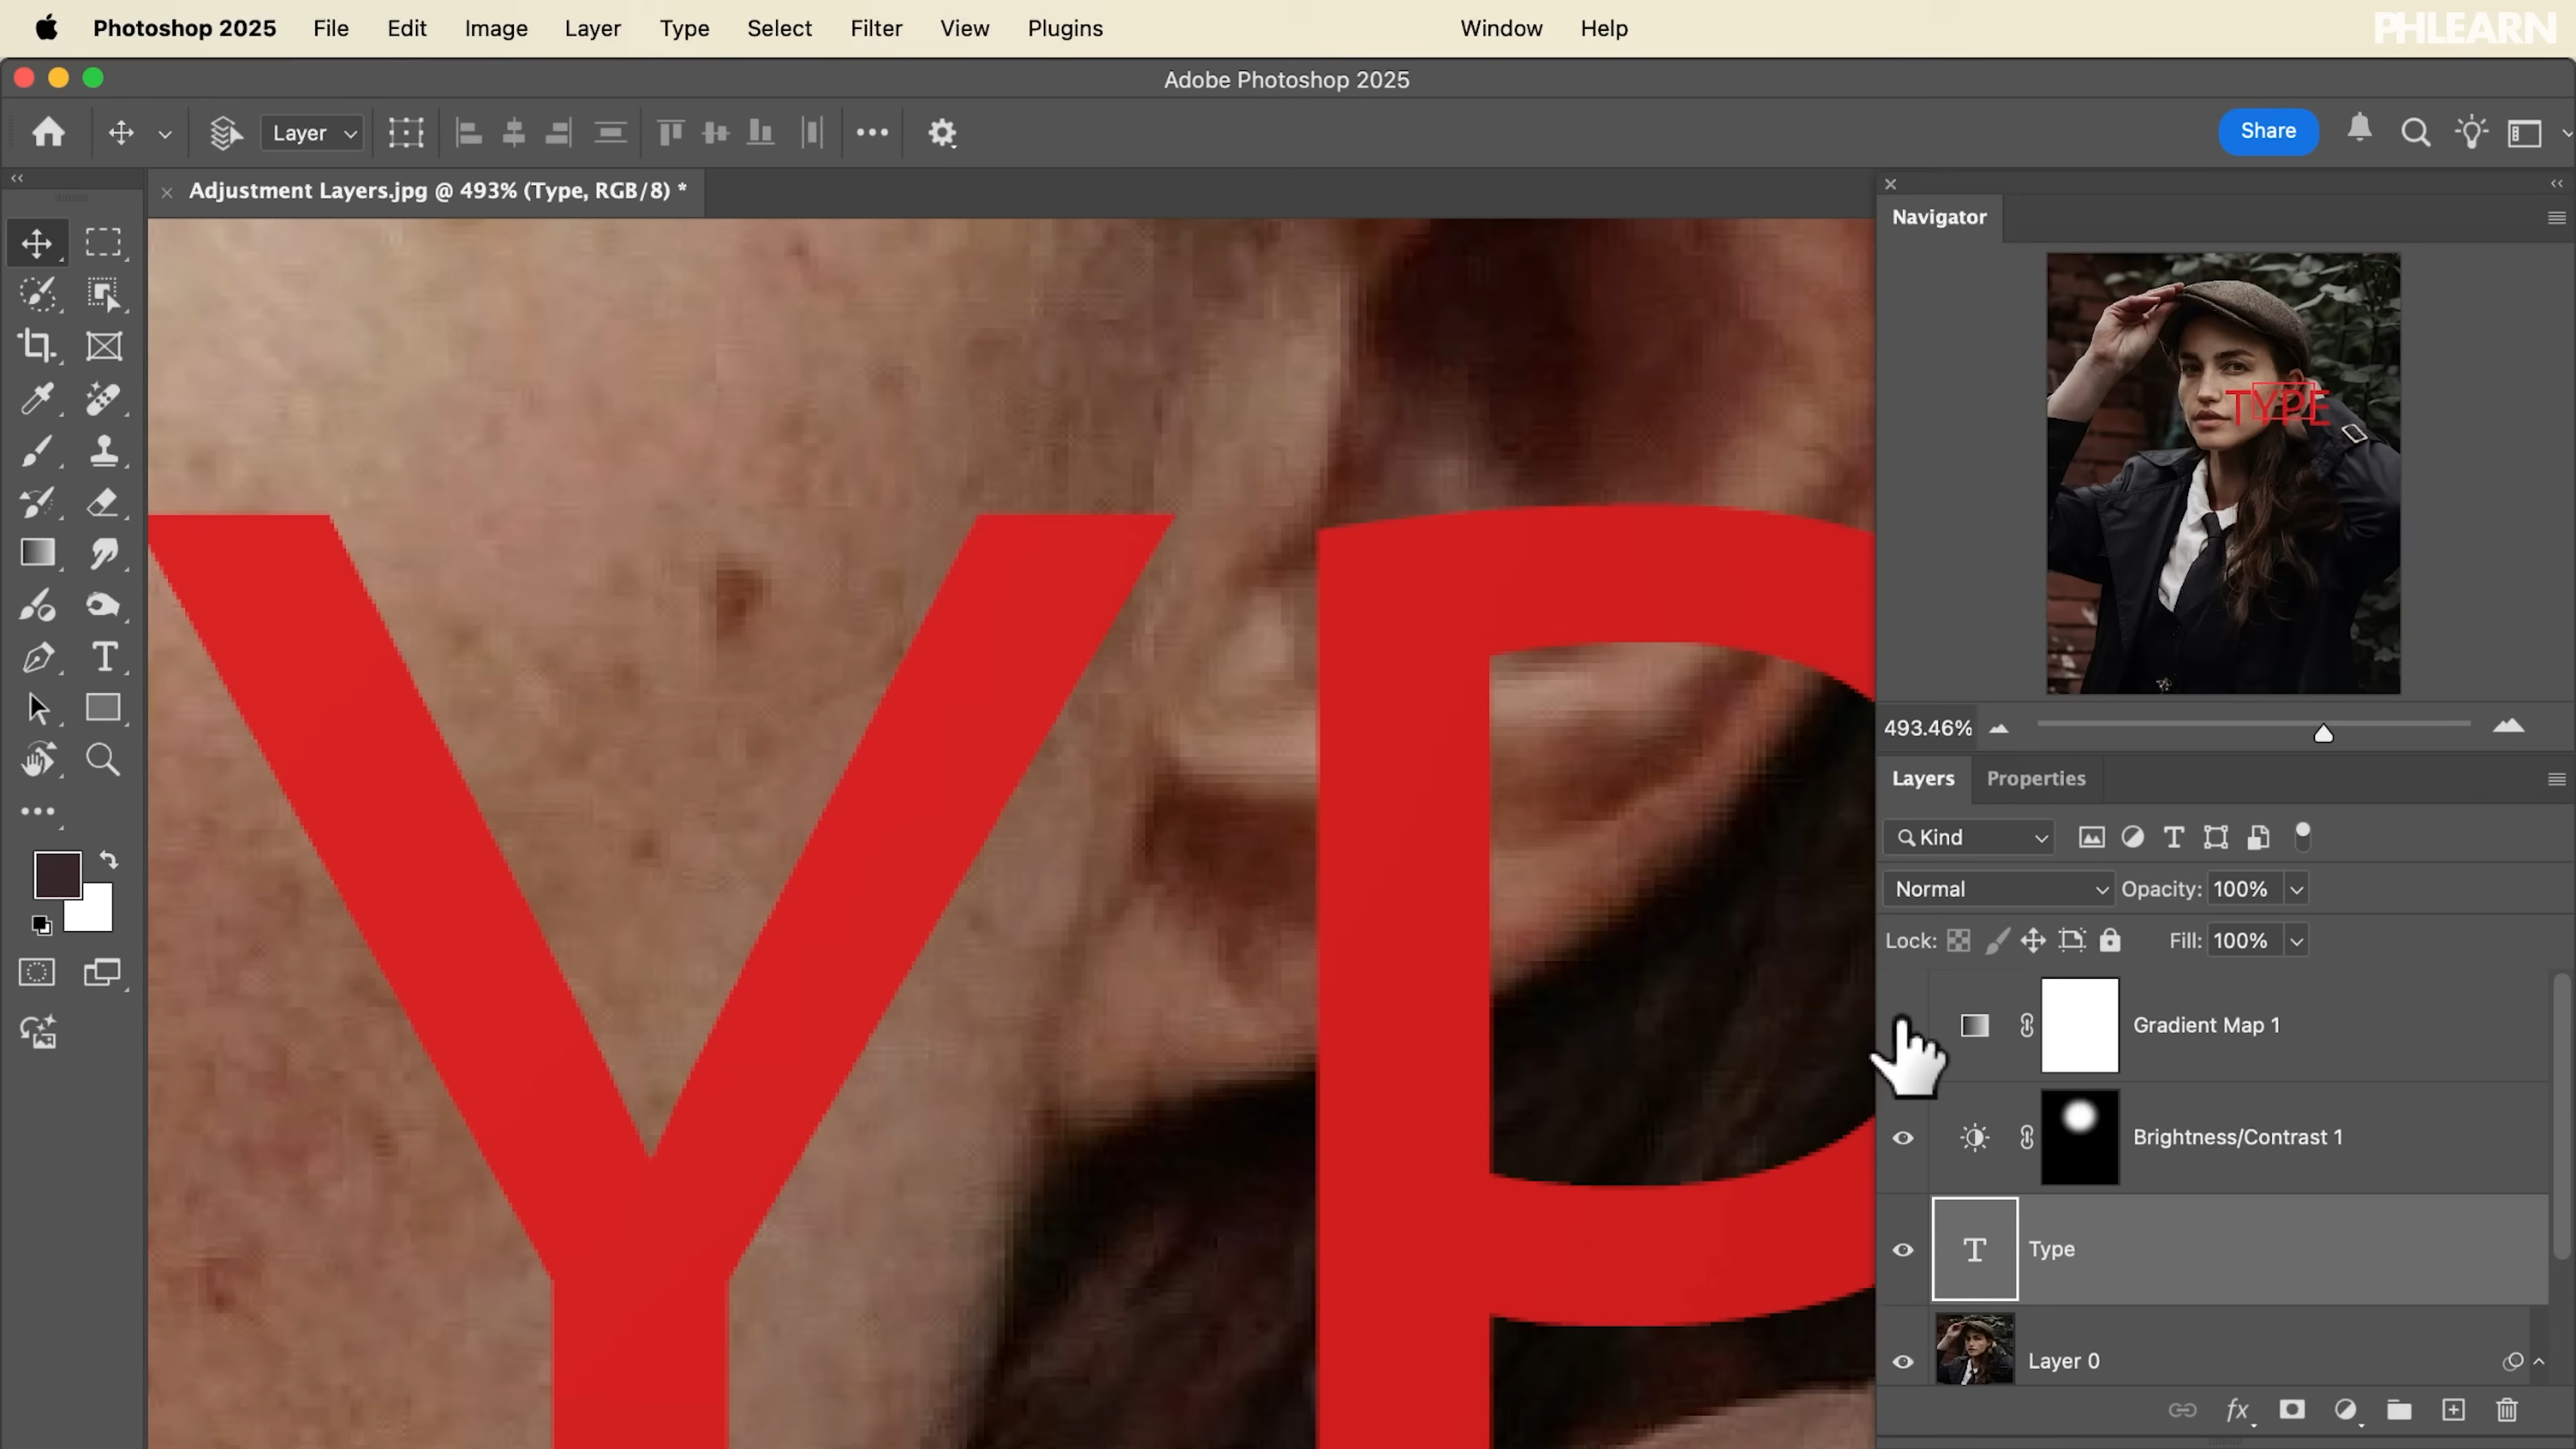 Photoshop 2025 File Edit Image Layer Type Select Filter View Plugins Window Help
PHLEARN
Adobe Photoshop 2025
Layer
Share
Adjustment Layers.jpg @ 493% (Type, RGB/8) *
Navigator
TYPE
493.46%
Layers Properties
Kind
Normal Opacity: 100%
Lock: Fill: 100%
Gradient Map 1
Brightness/Contrast 1
T Type
Layer 0
fx
YP